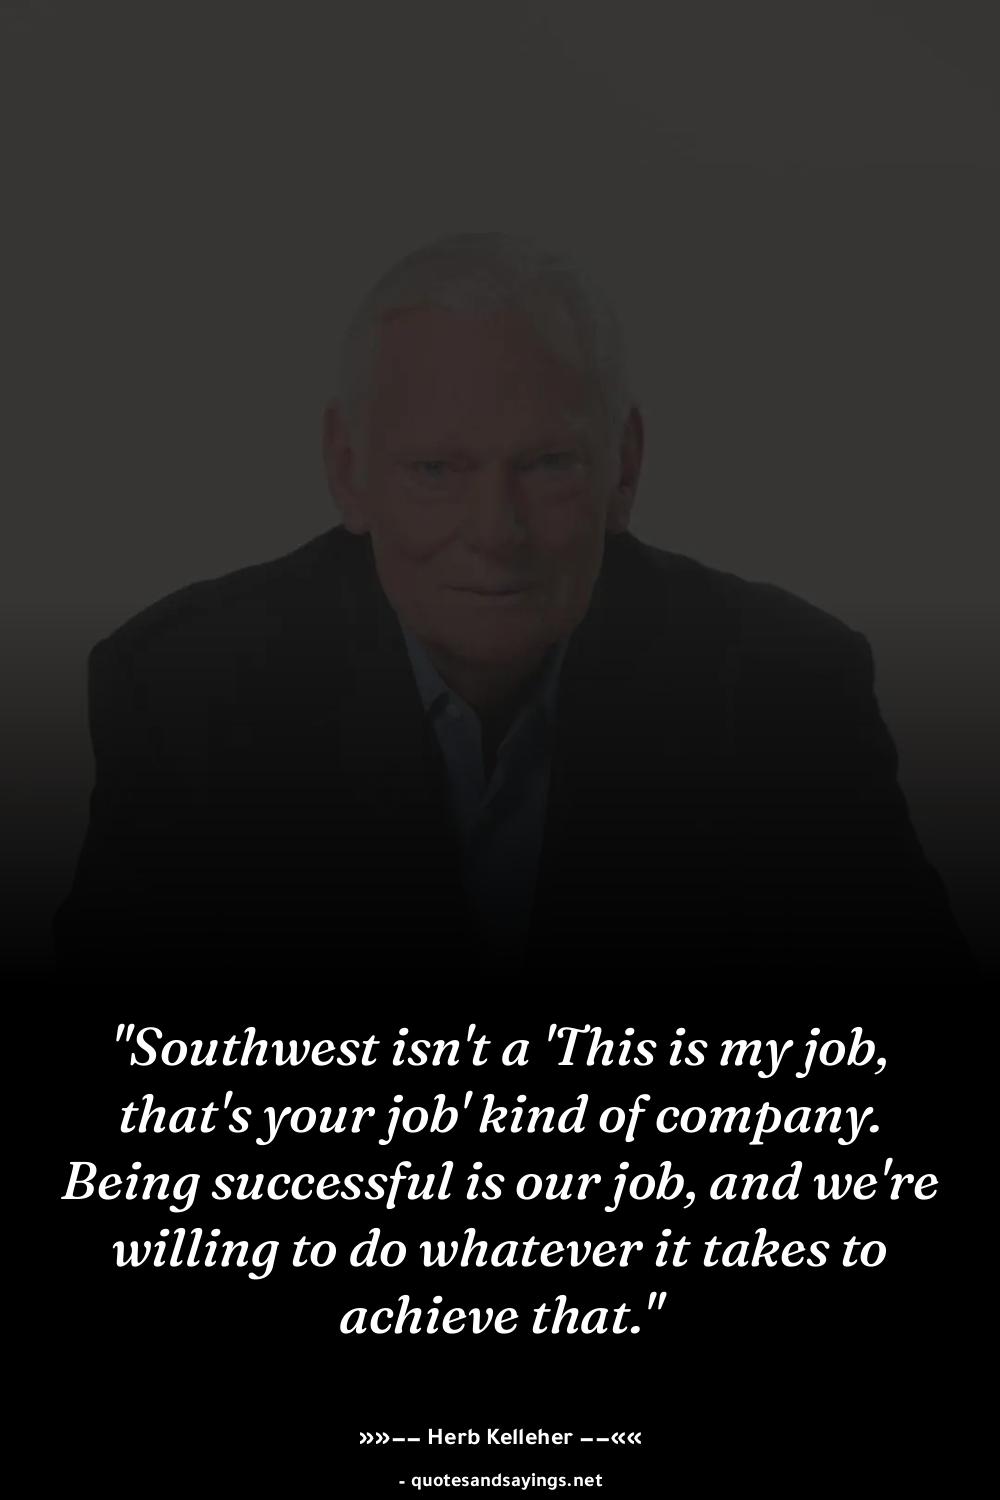 "Southwest isn't a 'This is my job,
that's your job' kind of company.
Being successful is our job, and we're
willing to do whatever it takes to
achieve that."
»»–– Herb Kelleher ––««
- quotesandsayings.net